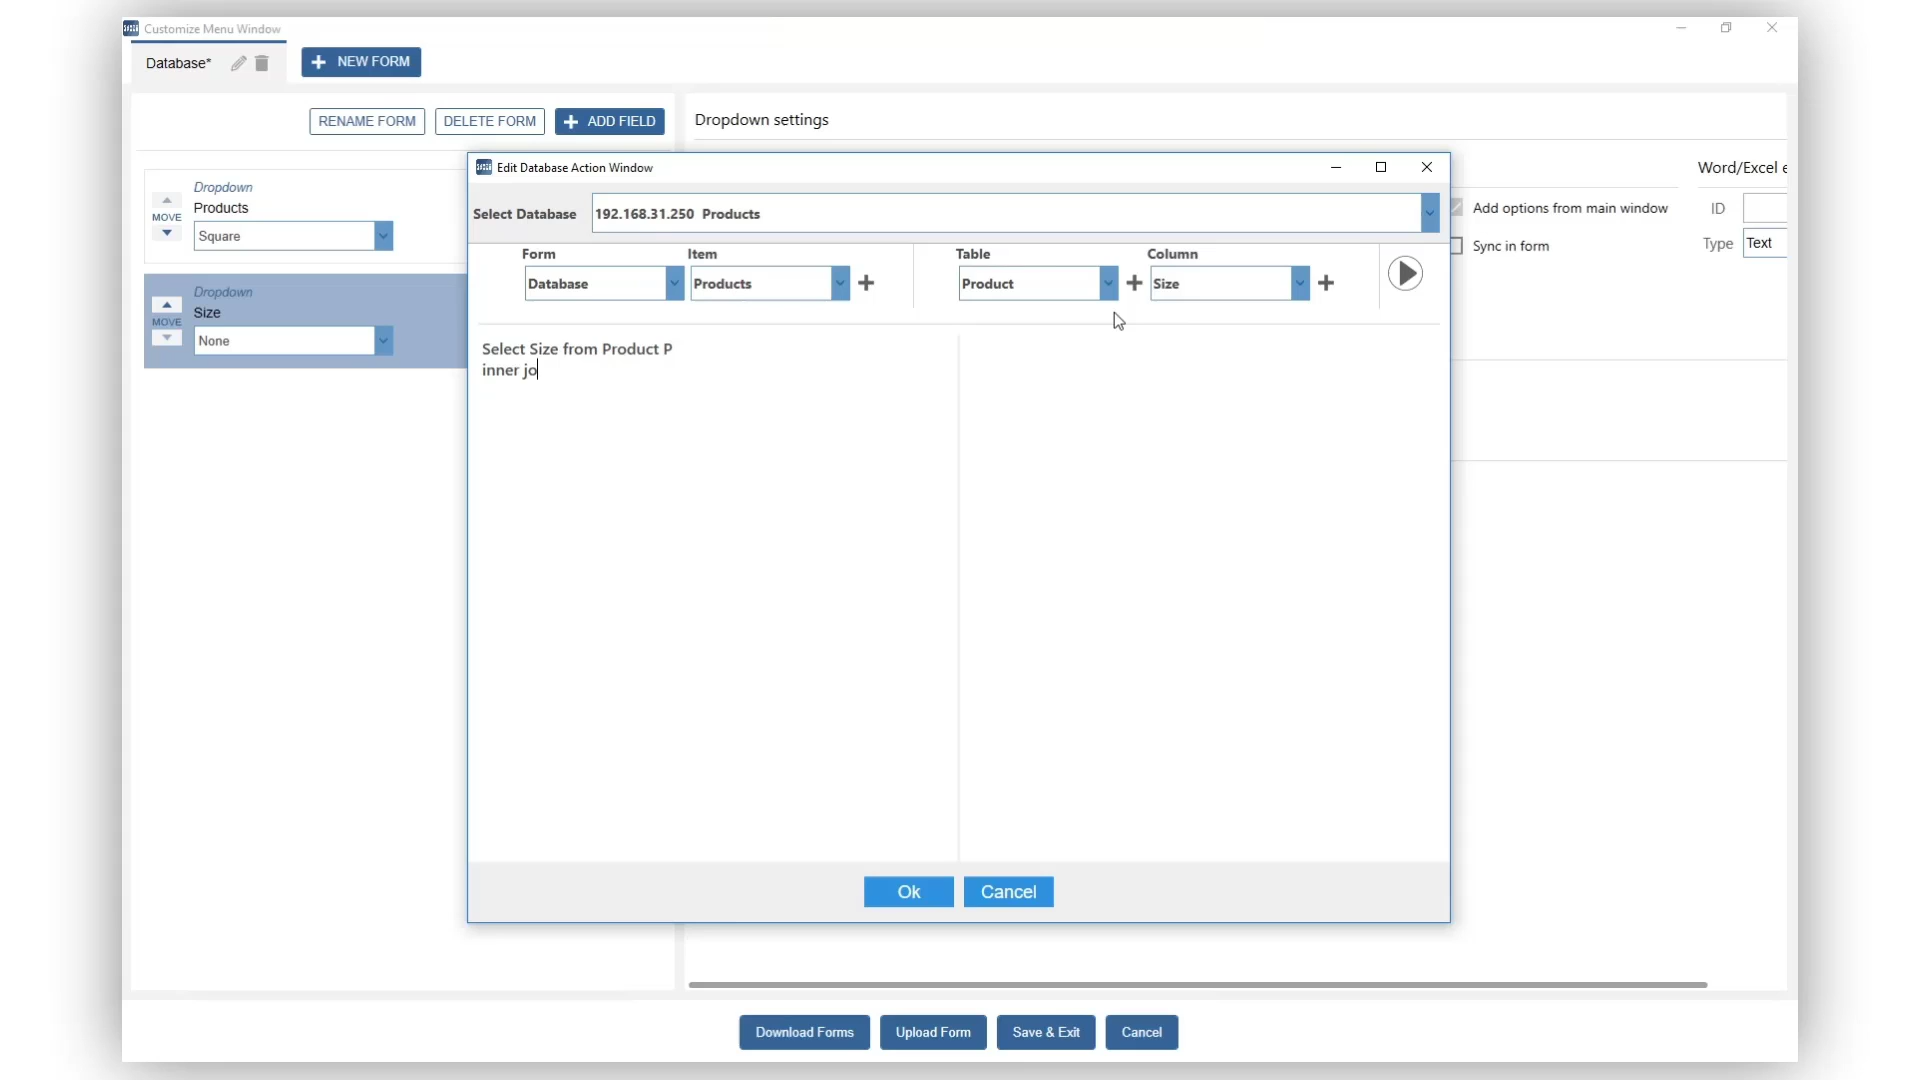 Customize Menu Window
Database*
NEW FORM
RENAME FORM
DELETE FORM
ADD FIELD
Dropdown settings
Dropdown
Products
MOVE
Square
Dropdown
Size
MOVE
None
Edit Database Action Window
Select Database
192.168.31.250 Products
Form
Item
Table
Column
Database
Products
Product
Size
Select Size from Product P
inner jo
Ok
Cancel
Word/Excel e
Add options from main window
ID
Sync in form
Type
Text
Download Forms
Upload Form
Save & Exit
Cancel